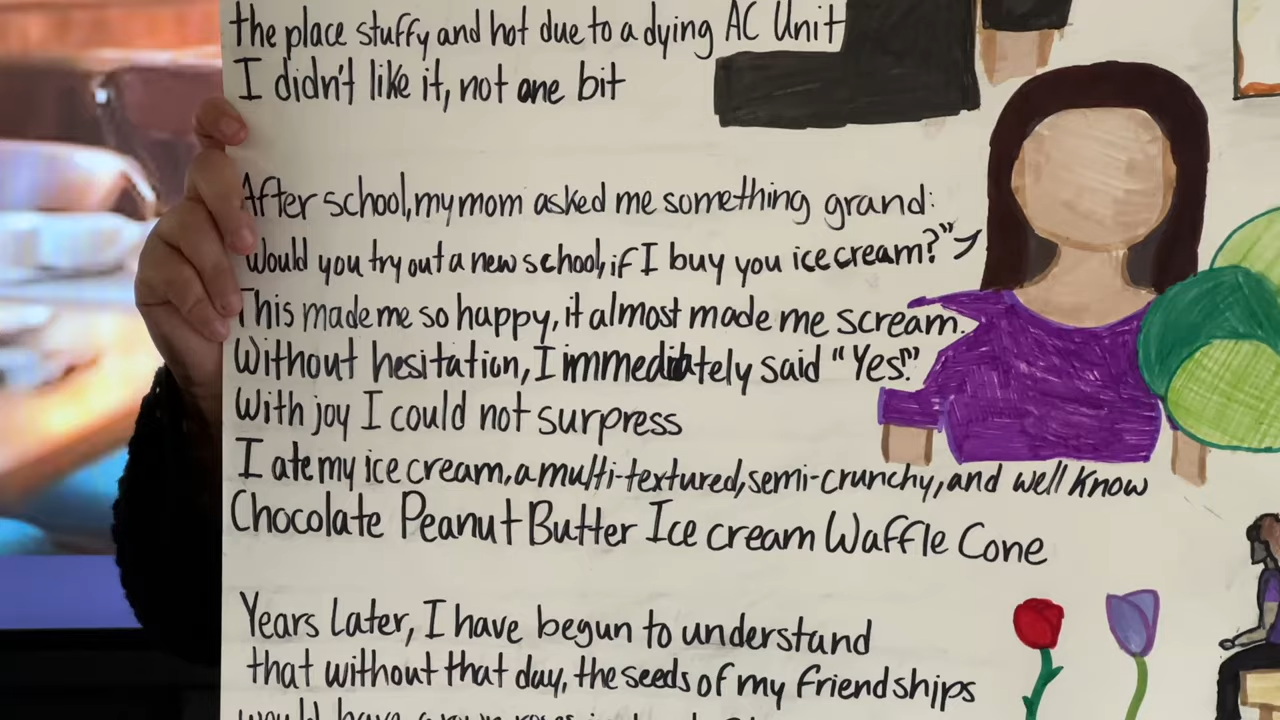 the place stuffy and hot due to a dying AC Unit
I didn't like it, not one bit
After school, my mom asked me something grand:
Would you try out a new school, if I buy you ice cream?"
This made me so happy, it almost made me scream.
Without hesitation, I immediately said "Yes!"
With joy I could not surpress
I ate my ice cream, a multi-textured, semi-crunchy, and well know
Chocolate Peanut Butter Ice cream Waffle Cone
Years Later, I have begun to understand
that without that day, the seeds of my friendships
would have